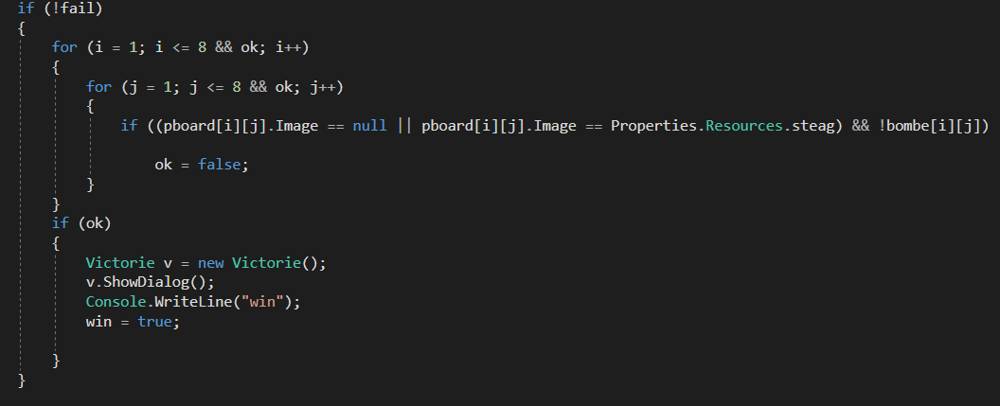 if (!fail)
{
for (i = 1; i <= 8 && ok; i++)
{
for (j = 1; j <= 8 && ok; j++)
{
if ((pboard[i][j].Image == null || pboard[i][j].Image == Properties.Resources.steag) && !bombe[i][j])
ok = false;
}
}
if (ok)
{
Victorie v = new Victorie();
v.ShowDialog();
Console.WriteLine("win");
win = true;
}
}